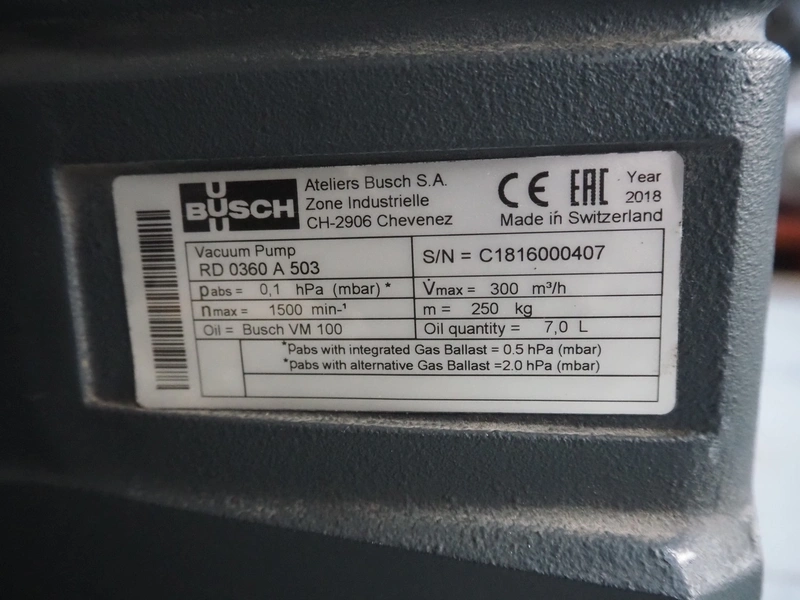 BUSCH
Ateliers Busch S.A.
Zone Industrielle
CH-2906 Chevenez
CE EAC Year
2018
Made in Switzerland
Vacuum Pump
RD 0360 A 503
S/N = C1816000407
pabs = 0,1 hPa (mbar) *
V̇max = 300 m³/h
nmax = 1500 min-¹
m = 250 kg
Oil = Busch VM 100
Oil quantity = 7,0 L
*pabs with integrated Gas Ballast = 0.5 hPa (mbar)
*pabs with alternative Gas Ballast =2.0 hPa (mbar)